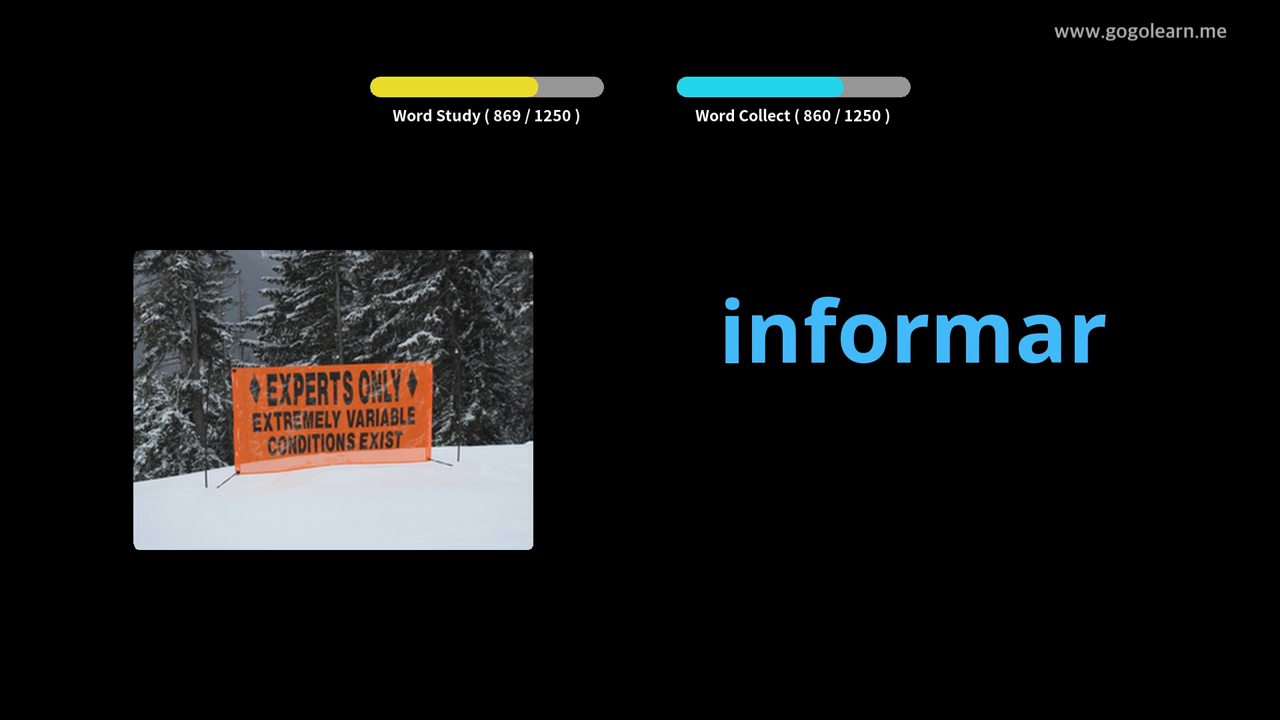 www.gogolearn.me
Word Study ( 869 / 1250 )
Word Collect ( 860 / 1250 )
EXPERTS ONLY
EXTREMELY VARIABLE
CONDITIONS EXIST
informar